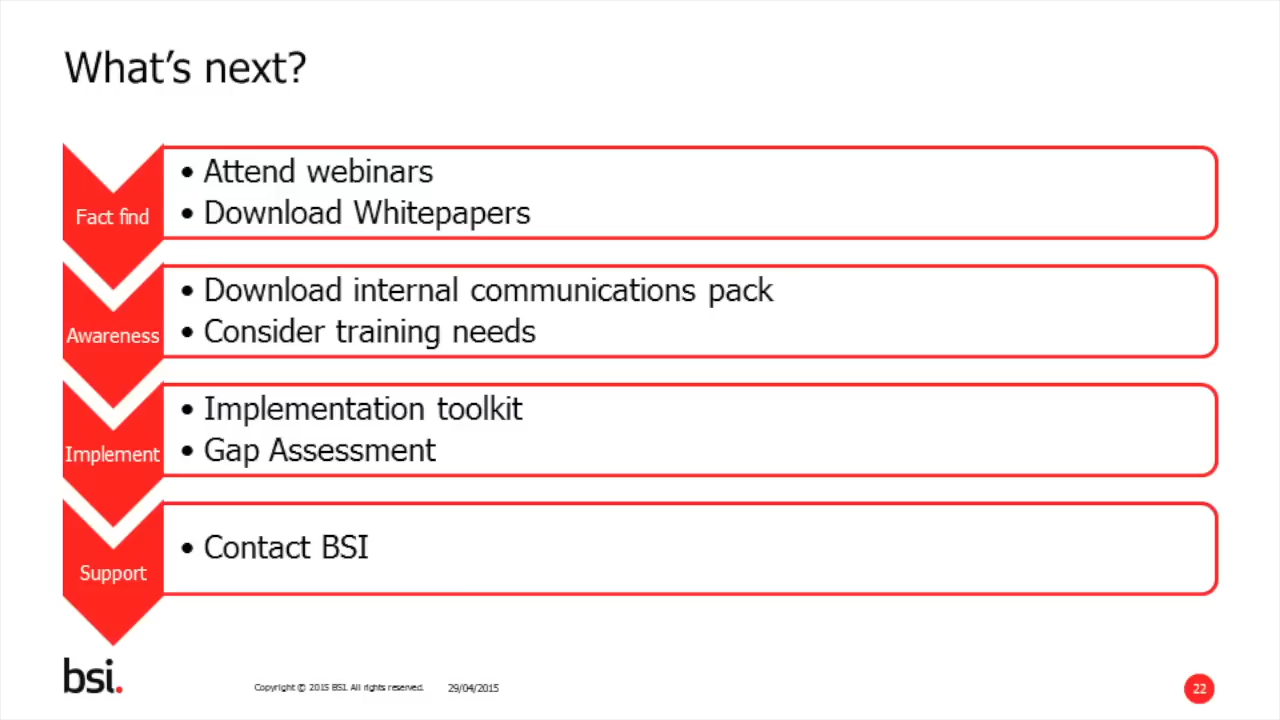 What's next?
Fact find
• Attend webinars
• Download Whitepapers
Awareness
• Download internal communications pack
• Consider training needs
Implement
• Implementation toolkit
• Gap Assessment
Support
• Contact BSI
bsi.
Copyright © 2015 BSI. All rights reserved. 29/04/2015
22